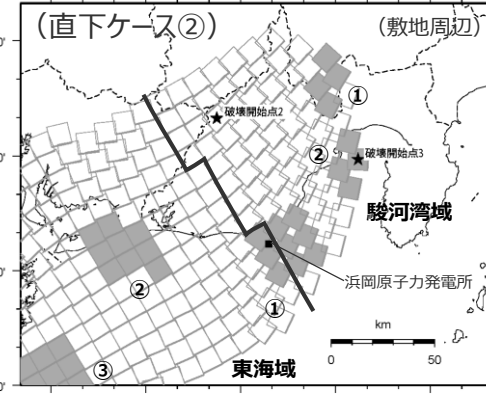 （直下ケース②）
（敷地周辺）
①
破壊開始点2
②
破壊開始点3
駿河湾域
浜岡原子力発電所
②
①
km
0 50
③
東海域